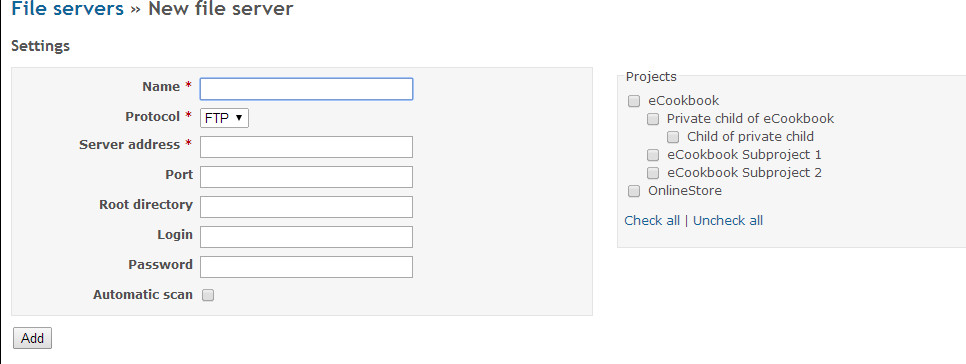 File servers » New file server
Settings
Name *
Protocol * FTP ▼
Server address *
Port
Root directory
Login
Password
Automatic scan
Add
Projects
eCookbook
Private child of eCookbook
Child of private child
eCookbook Subproject 1
eCookbook Subproject 2
OnlineStore
Check all | Uncheck all